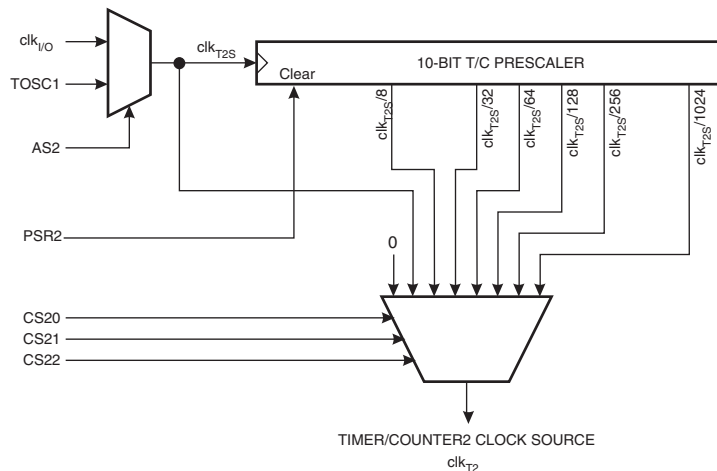 clkI/O
TOSC1
AS2
PSR2
clkT2S
10-BIT T/C PRESCALER
Clear
clkT2S/8
clkT2S/32
clkT2S/64
clkT2S/128
clkT2S/256
clkT2S/1024
0
CS20
CS21
CS22
TIMER/COUNTER2 CLOCK SOURCE
clkT2